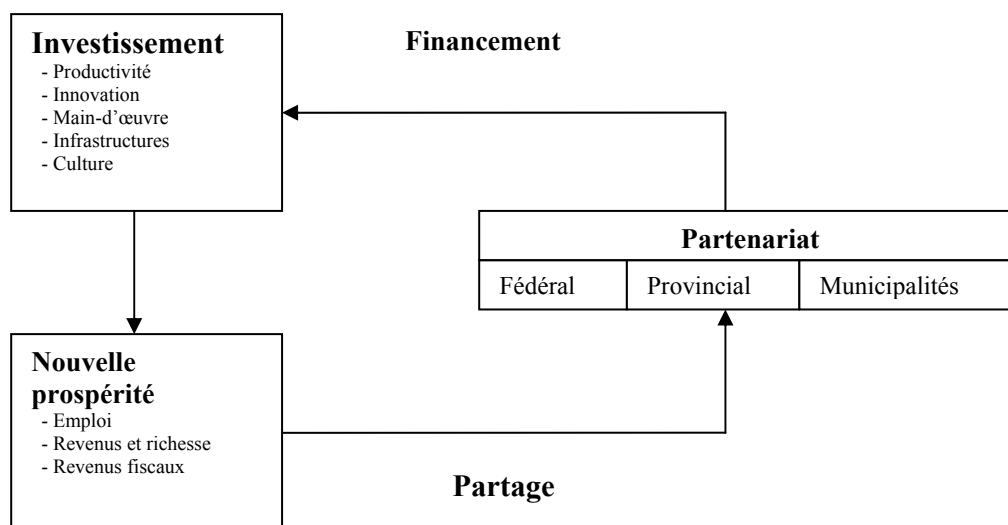 Investissement
- Productivité
- Innovation
- Main-d'œuvre
- Infrastructures
- Culture
Financement
Partenariat
Fédéral
Provincial
Municipalités
Nouvelle
prospérité
- Emploi
- Revenus et richesse
- Revenus fiscaux
Partage